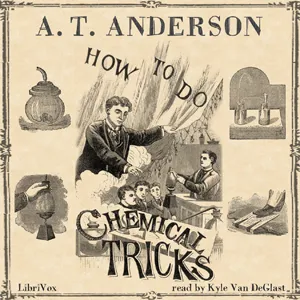 A. T. ANDERSON
HOW TO DO
CHEMICAL
TRICKS
LibriVox
read by Kyle Van DeGlast